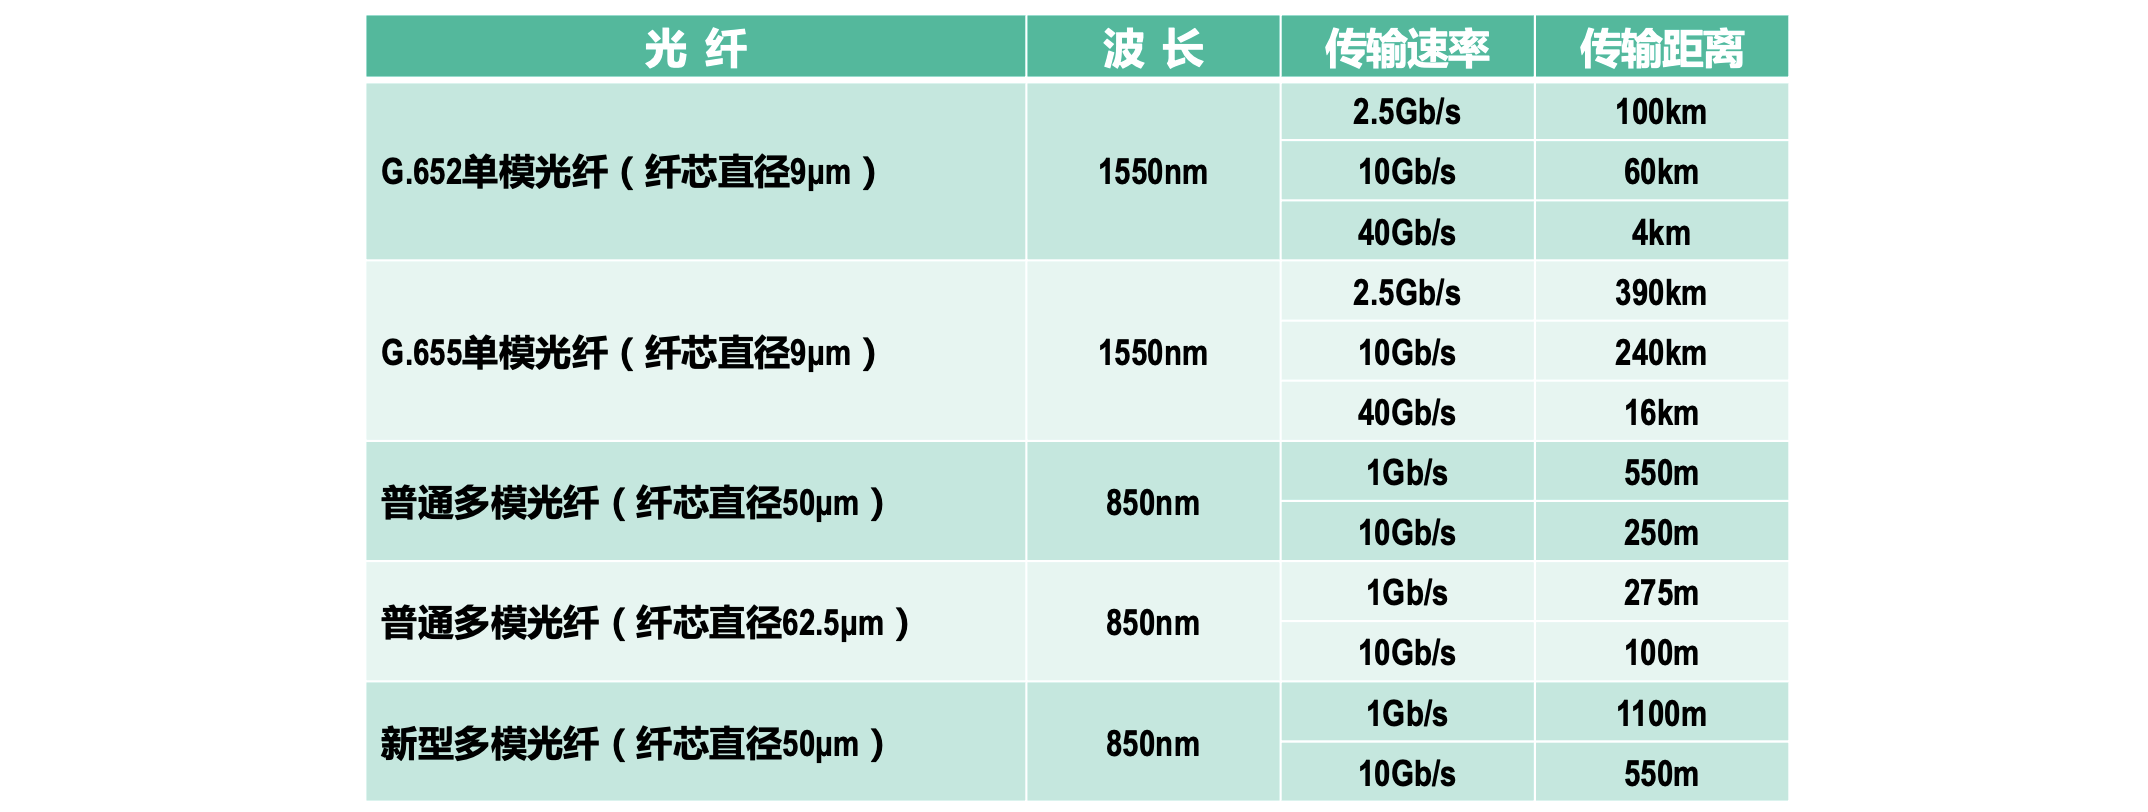 光 纤 波 长 传输速率 传输距离
G.652单模光纤（纤芯直径9μm） 1550nm 2.5Gb/s 100km
10Gb/s 60km
40Gb/s 4km
G.655单模光纤（纤芯直径9μm） 1550nm 2.5Gb/s 390km
10Gb/s 240km
40Gb/s 16km
普通多模光纤（纤芯直径50μm） 850nm 1Gb/s 550m
10Gb/s 250m
普通多模光纤（纤芯直径62.5μm） 850nm 1Gb/s 275m
10Gb/s 100m
新型多模光纤（纤芯直径50μm） 850nm 1Gb/s 1100m
10Gb/s 550m